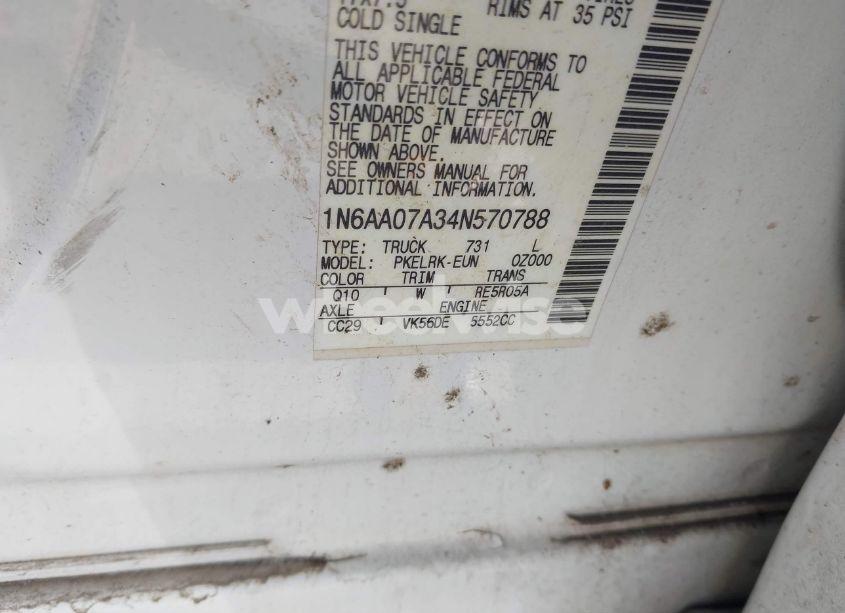 RIMS AT 35 PSI
COLD SINGLE
THIS VEHICLE CONFORMS TO
ALL APPLICABLE FEDERAL
MOTOR VEHICLE SAFETY
STANDARDS IN EFFECT ON
THE DATE OF MANUFACTURE
SHOWN ABOVE.
SEE OWNERS MANUAL FOR
ADDITIONAL INFORMATION.
1N6AA07A34N570788
TYPE: TRUCK 731 L
MODEL: PKELRK-EUN 0Z000
COLOR TRIM TRANS
Q10 W RE5R05A
AXLE ENGINE
CC29 VK56DE 5552CC
wreckwise